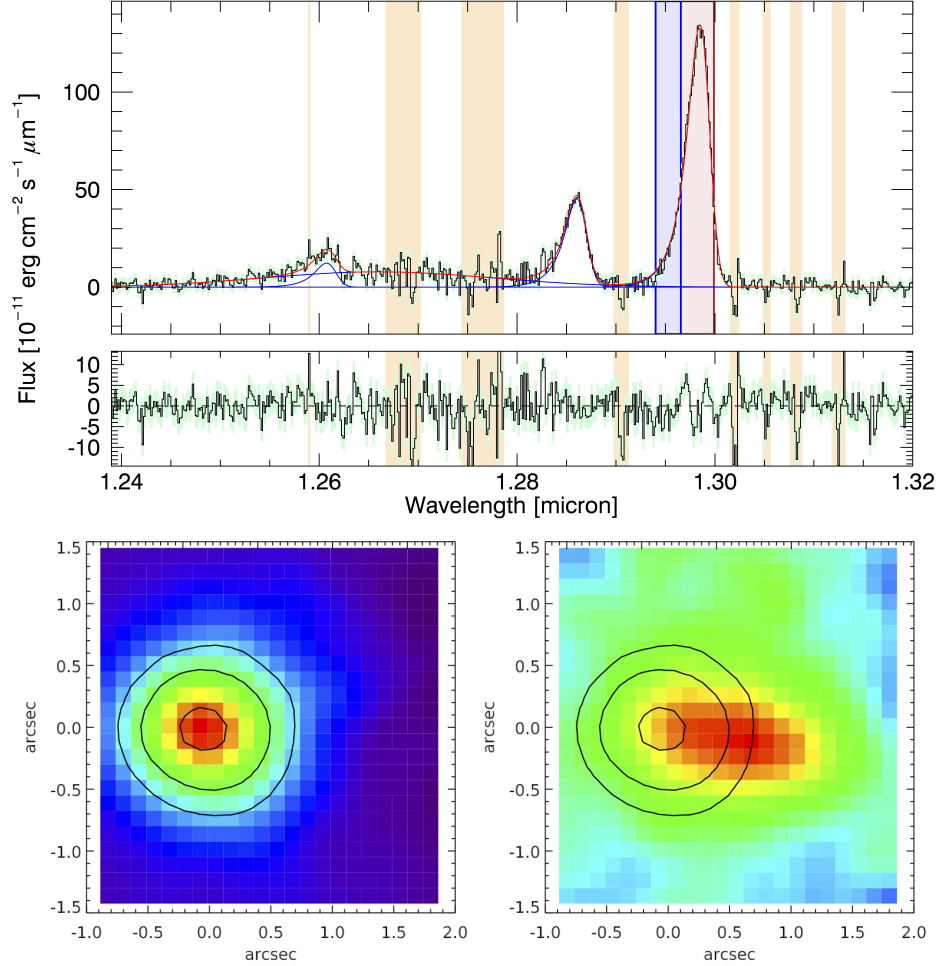 100
50
0
Flux [10⁻¹¹ erg cm⁻² s⁻¹ μm⁻¹]
10
5
0
-5
-10
1.24 1.26 1.28 1.30 1.32
Wavelength [micron]
1.5 1.5
1.0 1.0
0.5 0.5
0.0 0.0
-0.5 -0.5
-1.0 -1.0
-1.5 -1.5
arcsec arcsec
-1.0 -0.5 0.0 0.5 1.0 1.5 2.0 -1.0 -0.5 0.0 0.5 1.0 1.5 2.0
arcsec arcsec